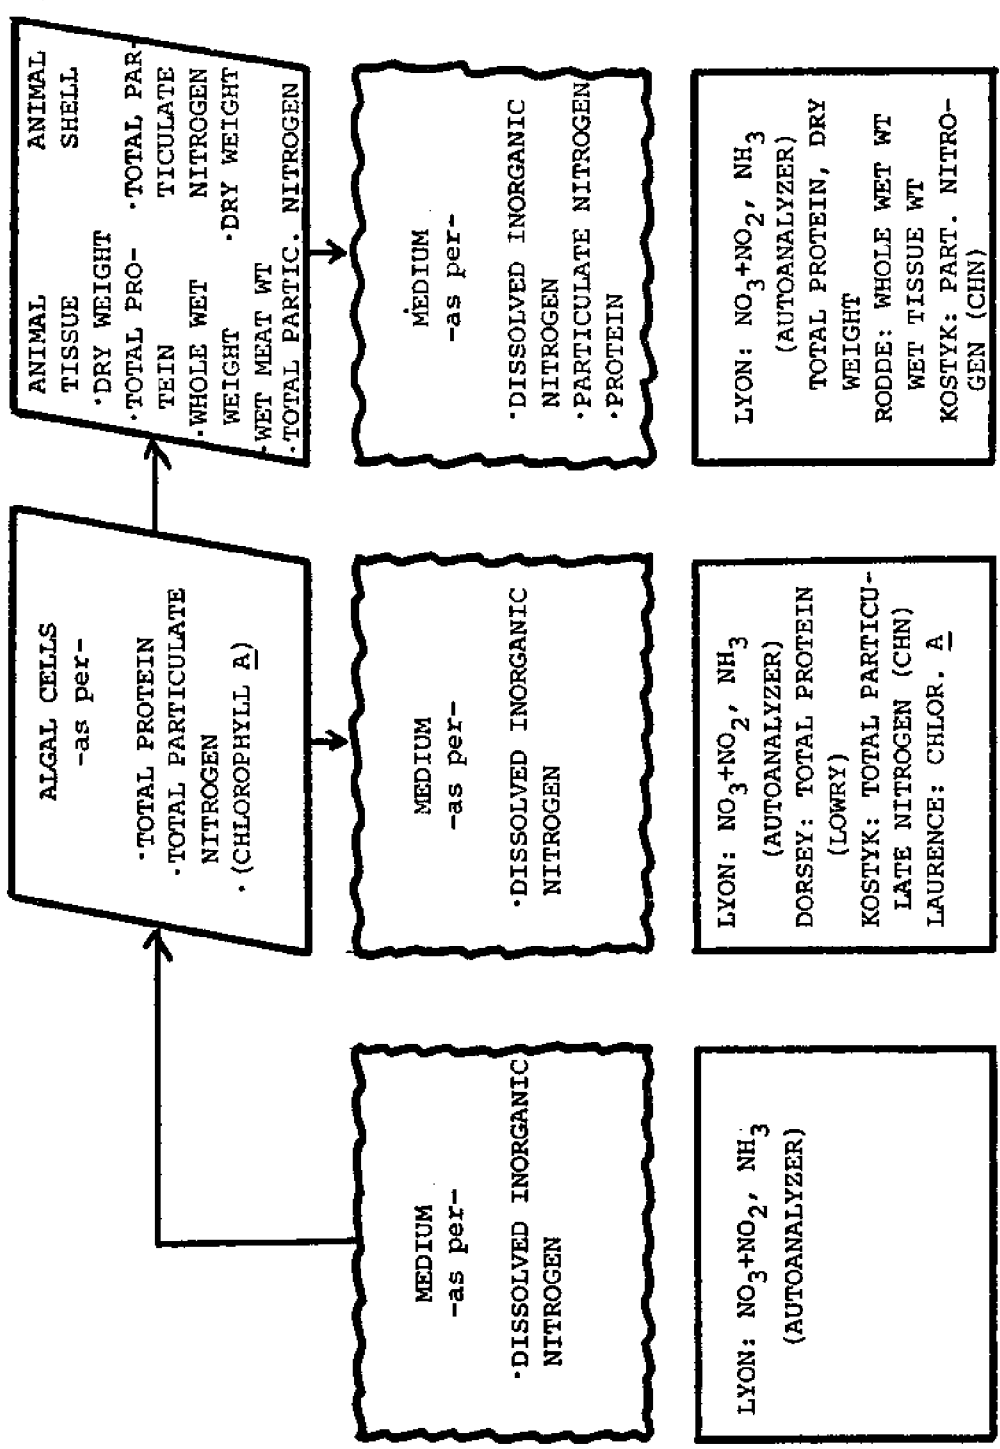 ALGAL CELLS
-as per-
·TOTAL PROTEIN
·TOTAL PARTICULATE
NITROGEN
·(CHLOROPHYLL A)
ANIMAL
TISSUE
·DRY WEIGHT
·TOTAL PRO-
TEIN
·WHOLE WET
WEIGHT
·WET MEAT WT
·TOTAL PARTIC. NITROGEN
ANIMAL
SHELL
·TOTAL PAR-
TICULATE
NITROGEN
·DRY WEIGHT
MEDIUM
-as per-
·DISSOLVED INORGANIC
NITROGEN
MEDIUM
-as per-
·DISSOLVED INORGANIC
NITROGEN
MEDIUM
-as per-
·DISSOLVED INORGANIC
NITROGEN
·PARTICULATE NITROGEN
·PROTEIN
LYON: NO3+NO2, NH3
(AUTOANALYZER)
LYON: NO3+NO2, NH3
(AUTOANALYZER)
DORSEY: TOTAL PROTEIN
(LOWRY)
KOSTYK: TOTAL PARTICU-
LATE NITROGEN (CHN)
LAURENCE: CHLOR. A
LYON: NO3+NO2, NH3
(AUTOANALYZER)
TOTAL PROTEIN, DRY
WEIGHT
RODDE: WHOLE WET WT
WET TISSUE WT
KOSTYK: PART. NITRO-
GEN (CHN)